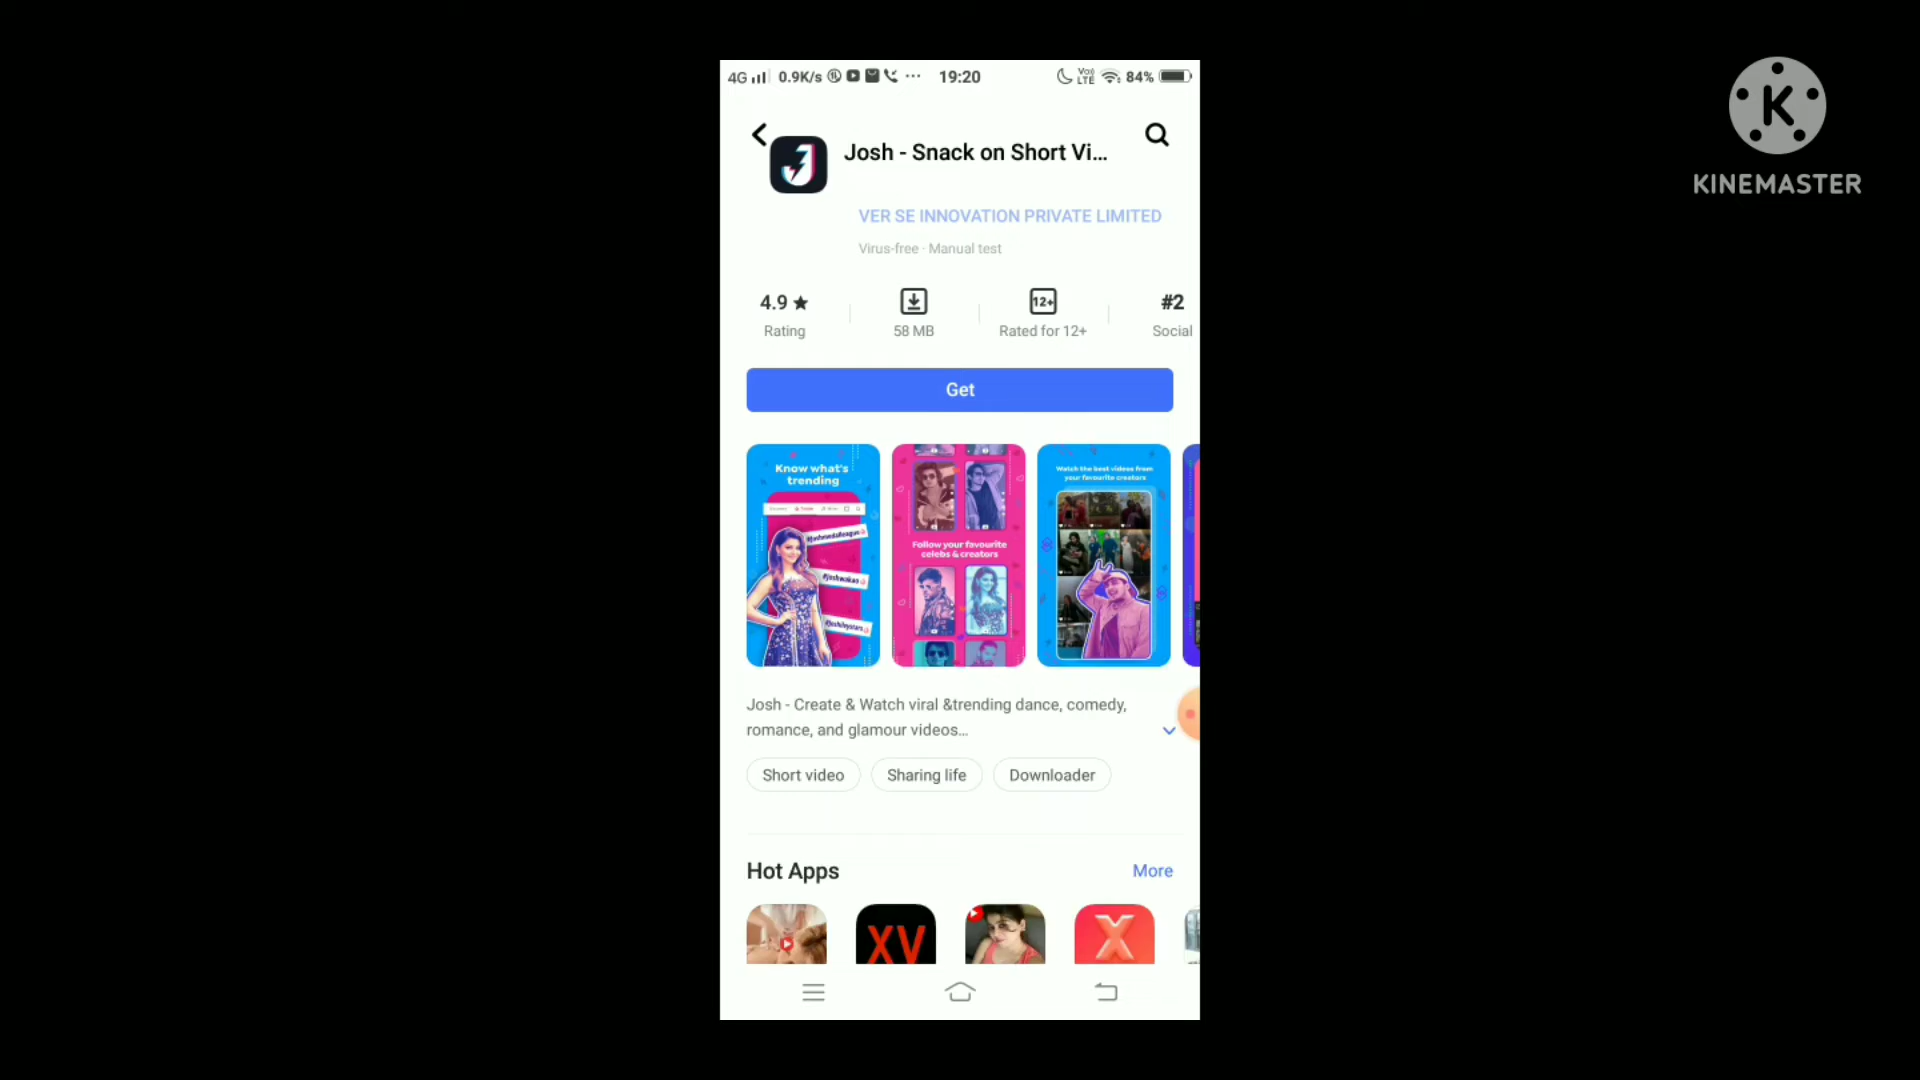 4G 0.9K/s 19:20 Vo) LTE 84%
KINEMASTER
Josh - Snack on Short Vi...
VER SE INNOVATION PRIVATE LIMITED
Virus-free · Manual test
4.9 ★ 12+ #2
Rating 58 MB Rated for 12+ Social
Get
Know what's
trending
#joshwakao
Follow your favourite
celebs & creators
Watch the best videos from
your favourite creators
Josh - Create & Watch viral &trending dance, comedy,
romance, and glamour videos...
Short video Sharing life Downloader
Hot Apps More
XV X